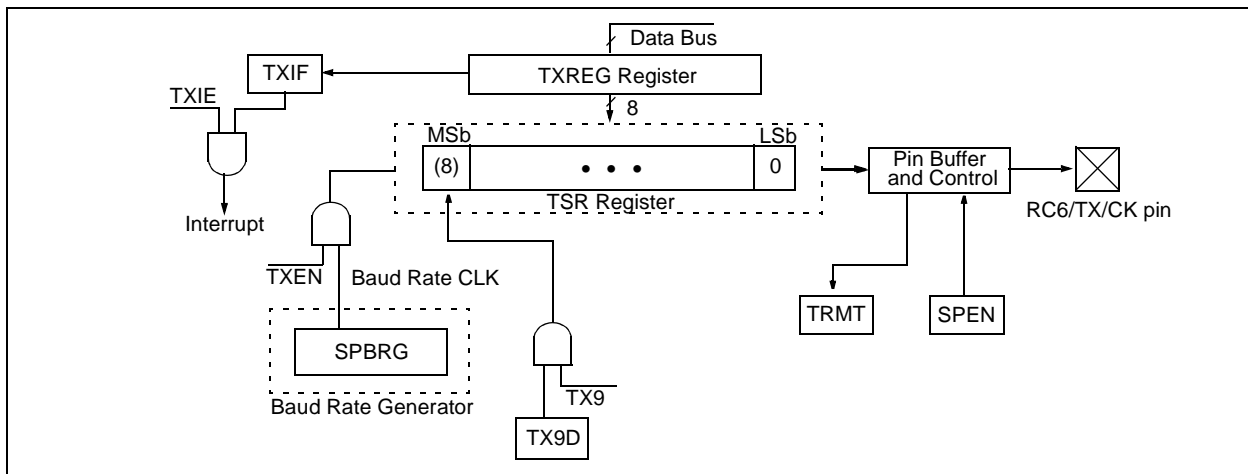 Data Bus
TXIF
TXREG Register
TXIE
8
MSb
LSb
(8)
• • •
0
TSR Register
Pin Buffer
and Control
RC6/TX/CK pin
Interrupt
TXEN
Baud Rate CLK
TRMT
SPEN
SPBRG
Baud Rate Generator
TX9
TX9D